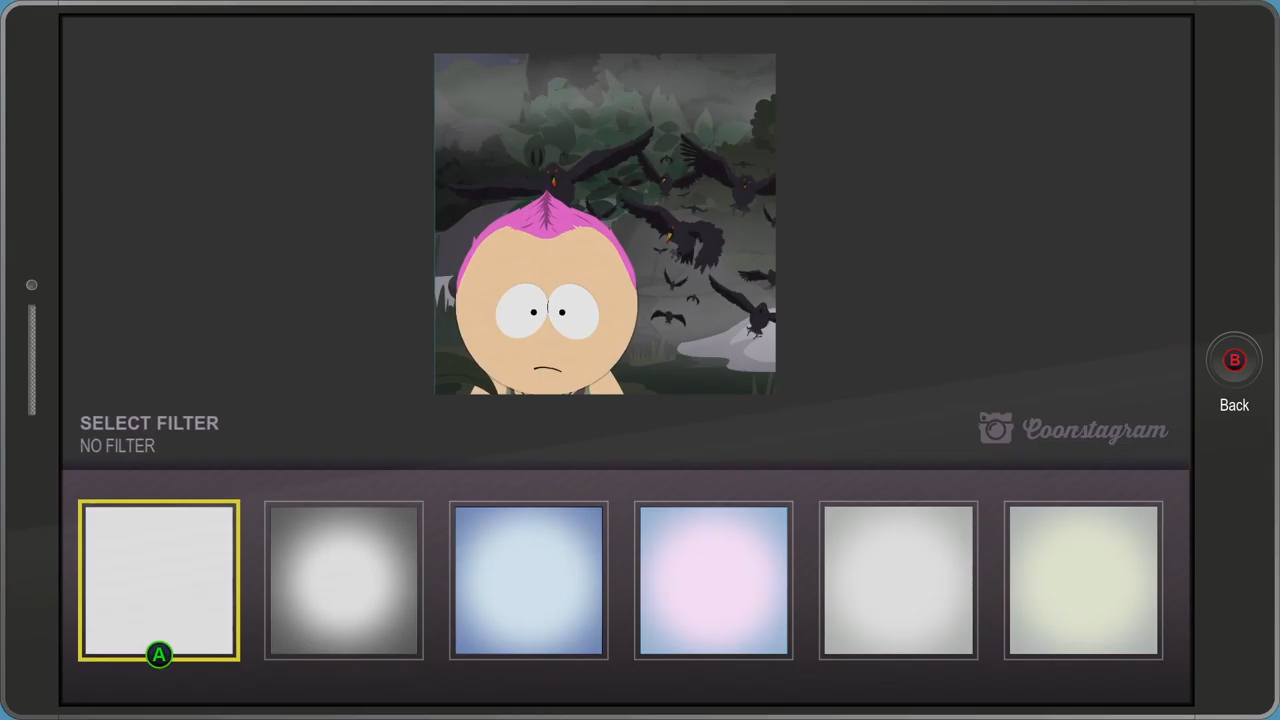 SELECT FILTER
NO FILTER
Coonstagram
B
Back
A